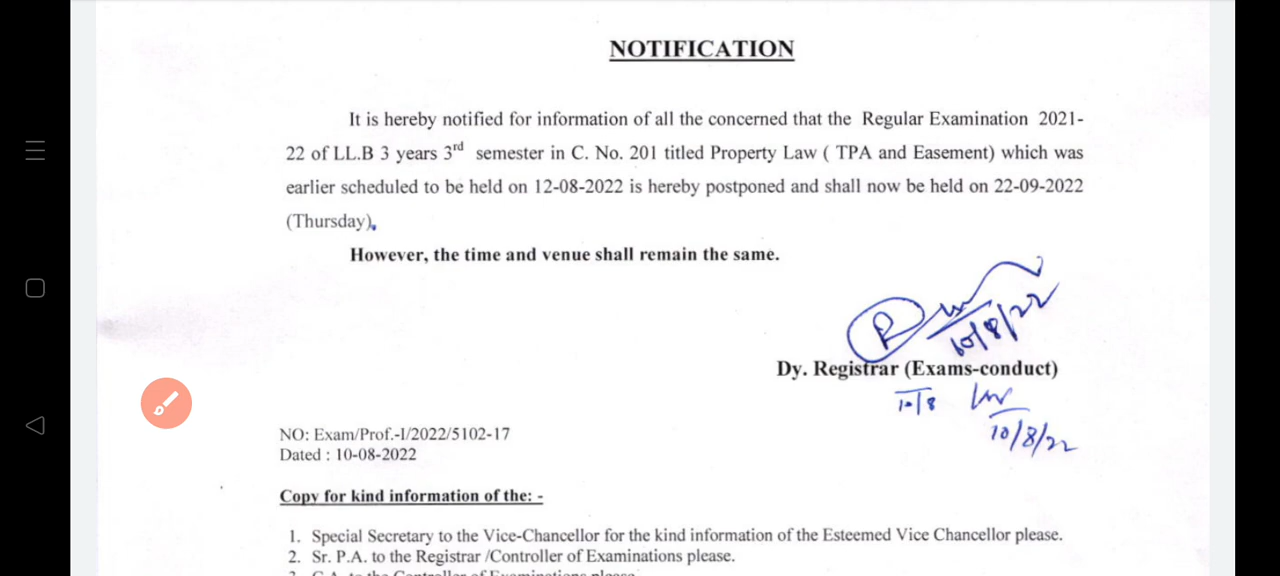 NOTIFICATION
It is hereby notified for information of all the concerned that the Regular Examination 2021-
22 of LL.B 3 years 3rd semester in C. No. 201 titled Property Law ( TPA and Easement) which was
earlier scheduled to be held on 12-08-2022 is hereby postponed and shall now be held on 22-09-2022
(Thursday).
However, the time and venue shall remain the same.
10/8/22
Dy. Registrar (Exams-conduct)
10/8
10/8/22
NO: Exam/Prof.-I/2022/5102-17
Dated : 10-08-2022
Copy for kind information of the: -
1. Special Secretary to the Vice-Chancellor for the kind information of the Esteemed Vice Chancellor please.
2. Sr. P.A. to the Registrar /Controller of Examinations please.